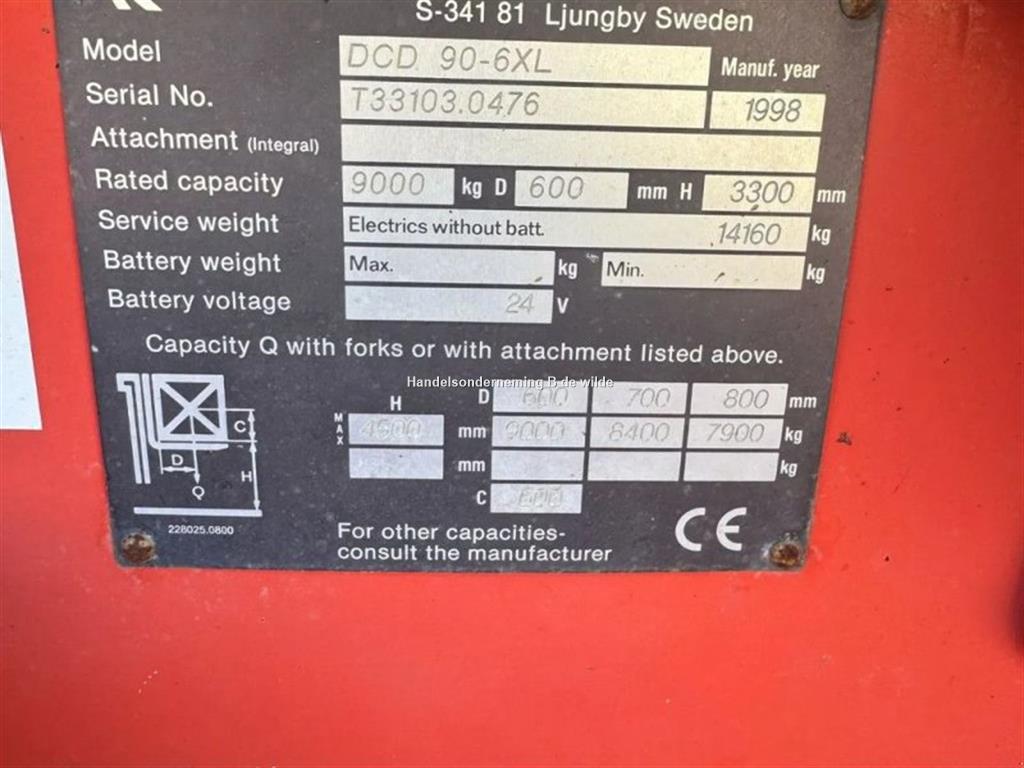 S-341 81 Ljungby Sweden
Model DCD 90-6XL Manuf. year
Serial No. T33103.0476 1998
Attachment (Integral)
Rated capacity 9000 kg D 600 mm H 3300 mm
Service weight Electrics without batt. 14160 kg
Battery weight Max. kg Min. kg
Battery voltage 24 V
Capacity Q with forks or with attachment listed above.
Handelsonderneming B de wilde
H D 600 700 800 mm
MAX 4500 mm 9000 8400 7900 kg
mm kg
C 600
C D H Q
228025.0800
For other capacities-
consult the manufacturer
CE